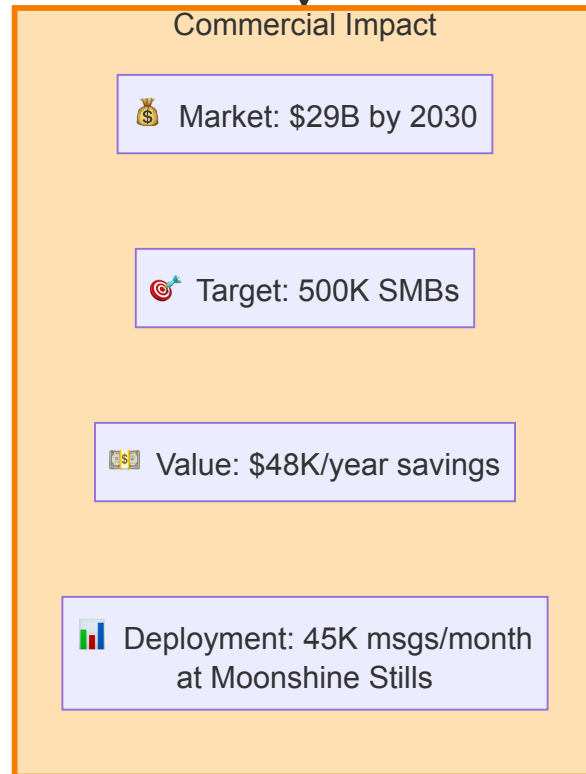 Commercial Impact
💰 Market: $29B by 2030
🎯 Target: 500K SMBs
💵 Value: $48K/year savings
📊 Deployment: 45K msgs/month
at Moonshine Stills